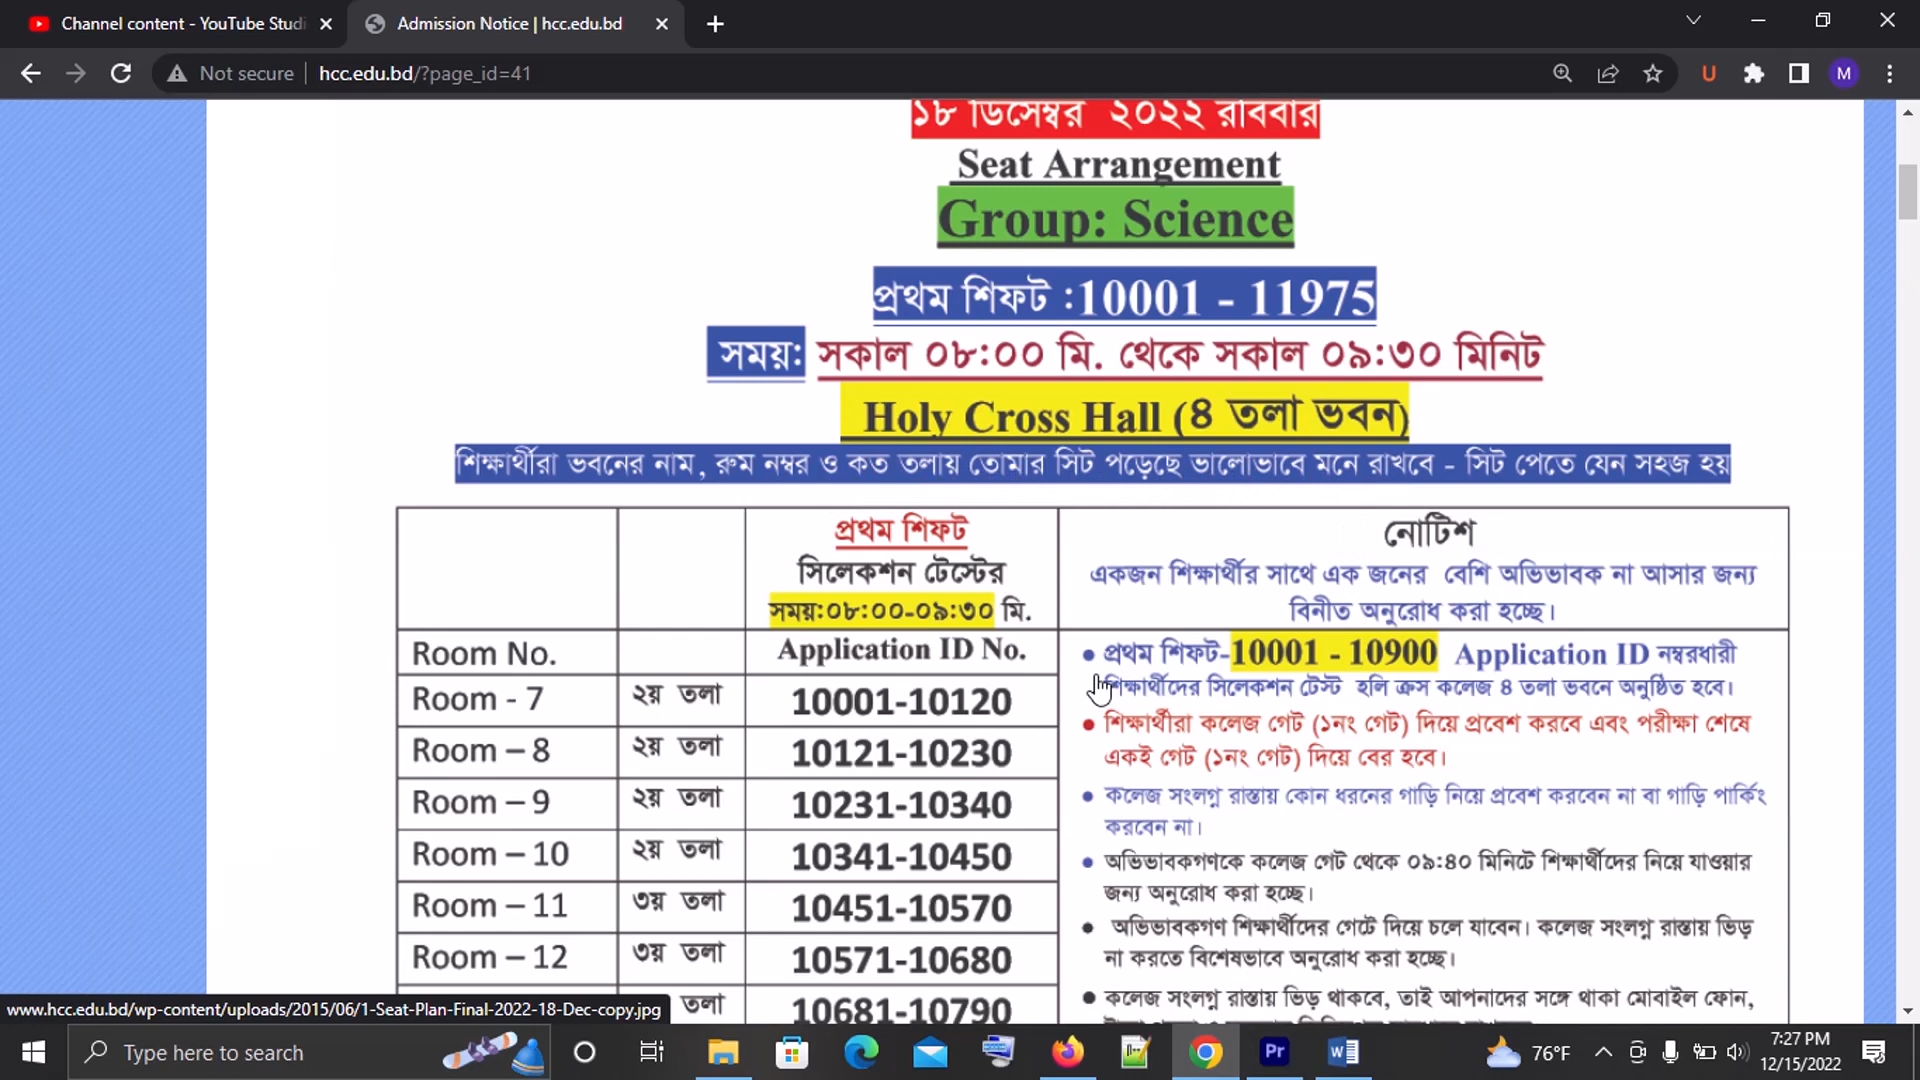 Channel content - YouTube Studi
Admission Notice | hcc.edu.bd
Not secure
hcc.edu.bd/?page_id=41
U
M
১৮ ডিসেম্বর ২০২২ রবিবার
Seat Arrangement
Group: Science
প্রথম শিফট :10001 - 11975
সময়: সকাল ০৮:০০ মি. থেকে সকাল ০৯:৩০ মিনিট
Holy Cross Hall (৪ তলা ভবন)
শিক্ষার্থীরা ভবনের নাম, রুম নম্বর ও কত তলায় তোমার সিট পড়েছে ভালোভাবে মনে রাখবে - সিট পেতে যেন সহজ হয়
প্রথম শিফট
সিলেকশন টেস্টের
সময়:০৮:০০-০৯:৩০ মি.
নোটিশ
একজন শিক্ষার্থীর সাথে এক জনের বেশি অভিভাবক না আসার জন্য
বিনীত অনুরোধ করা হচ্ছে।
Room No.
Application ID No.
Room - 7 ২য় তলা 10001-10120
Room – 8 ২য় তলা 10121-10230
Room – 9 ২য় তলা 10231-10340
Room – 10 ২য় তলা 10341-10450
Room – 11 ৩য় তলা 10451-10570
Room – 12 ৩য় তলা 10571-10680
তলা 10681-10790
• প্রথম শিফট-10001 - 10900 Application ID নম্বরধারী
শিক্ষার্থীদের সিলেকশন টেস্ট হলি ক্রস কলেজ ৪ তলা ভবনে অনুষ্ঠিত হবে।
• শিক্ষার্থীরা কলেজ গেট (১নং গেট) দিয়ে প্রবেশ করবে এবং পরীক্ষা শেষে
একই গেট (১নং গেট) দিয়ে বের হবে।
• কলেজ সংলগ্ন রাস্তায় কোন ধরনের গাড়ি নিয়ে প্রবেশ করবেন না বা গাড়ি পার্কিং
করবেন না।
• অভিভাবকগণকে কলেজ গেট থেকে ০৯:৪০ মিনিটে শিক্ষার্থীদের নিয়ে যাওয়ার
জন্য অনুরোধ করা হচ্ছে।
• অভিভাবকগণ শিক্ষার্থীদের গেটে দিয়ে চলে যাবেন। কলেজ সংলগ্ন রাস্তায় ভিড়
না করতে বিশেষভাবে অনুরোধ করা হচ্ছে।
• কলেজ সংলগ্ন রাস্তায় ভিড় থাকবে, তাই আপনাদের সঙ্গে থাকা মোবাইল ফোন,
www.hcc.edu.bd/wp-content/uploads/2015/06/1-Seat-Plan-Final-2022-18-Dec-copy.jpg
Type here to search
Pr
76°F
7:27 PM
12/15/2022